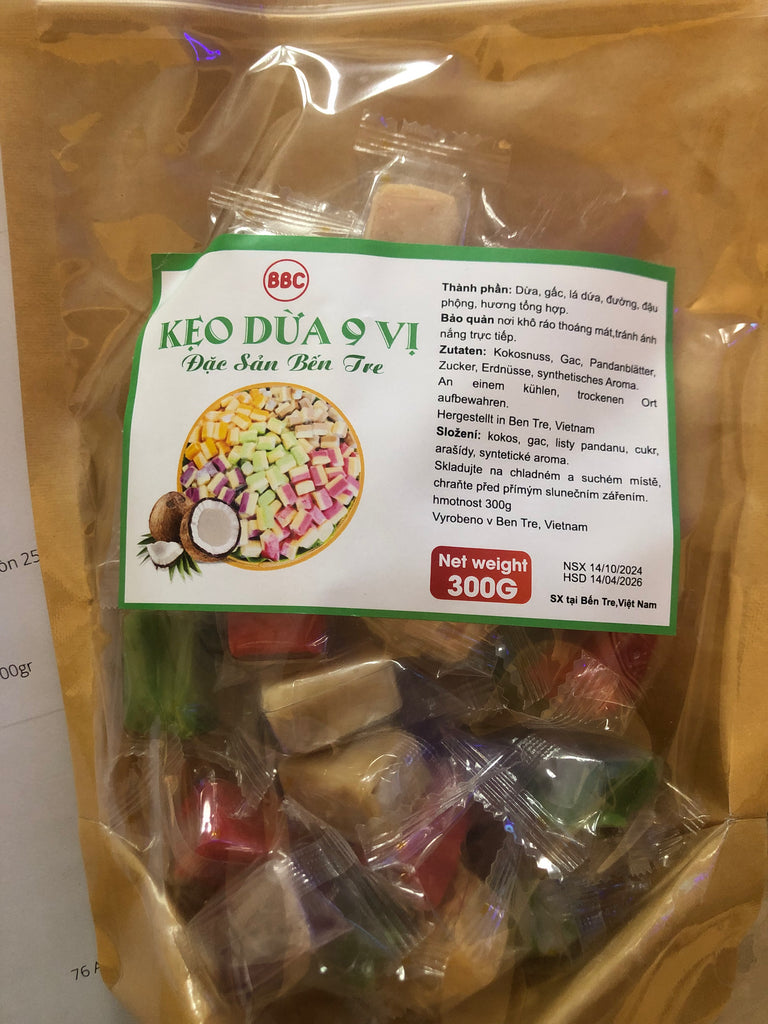 BBC
KẸO DỪA 9 VỊ
Đặc Sản Bến Tre
Thành phần: Dừa, gấc, lá dứa, đường, đậu
phộng, hương tổng hợp.
Bảo quản nơi khô ráo thoáng mát,tránh ánh
nắng trực tiếp.
Zutaten: Kokosnuss, Gac, Pandanblätter,
Zucker, Erdnüsse, synthetisches Aroma.
An einem kühlen, trockenen Ort
aufbewahren.
Hergestellt in Ben Tre, Vietnam
Složení: kokos, gac, listy pandanu, cukr,
arašídy, syntetické aroma.
Skladujte na chladném a suchém místě,
chraňte před přímým slunečním zářením.
hmotnost 300g
Vyrobeno v Ben Tre, Vietnam
Net weight
300G
NSX 14/10/2024
HSD 14/04/2026
SX tại Bến Tre,Việt Nam
25
00gr
76